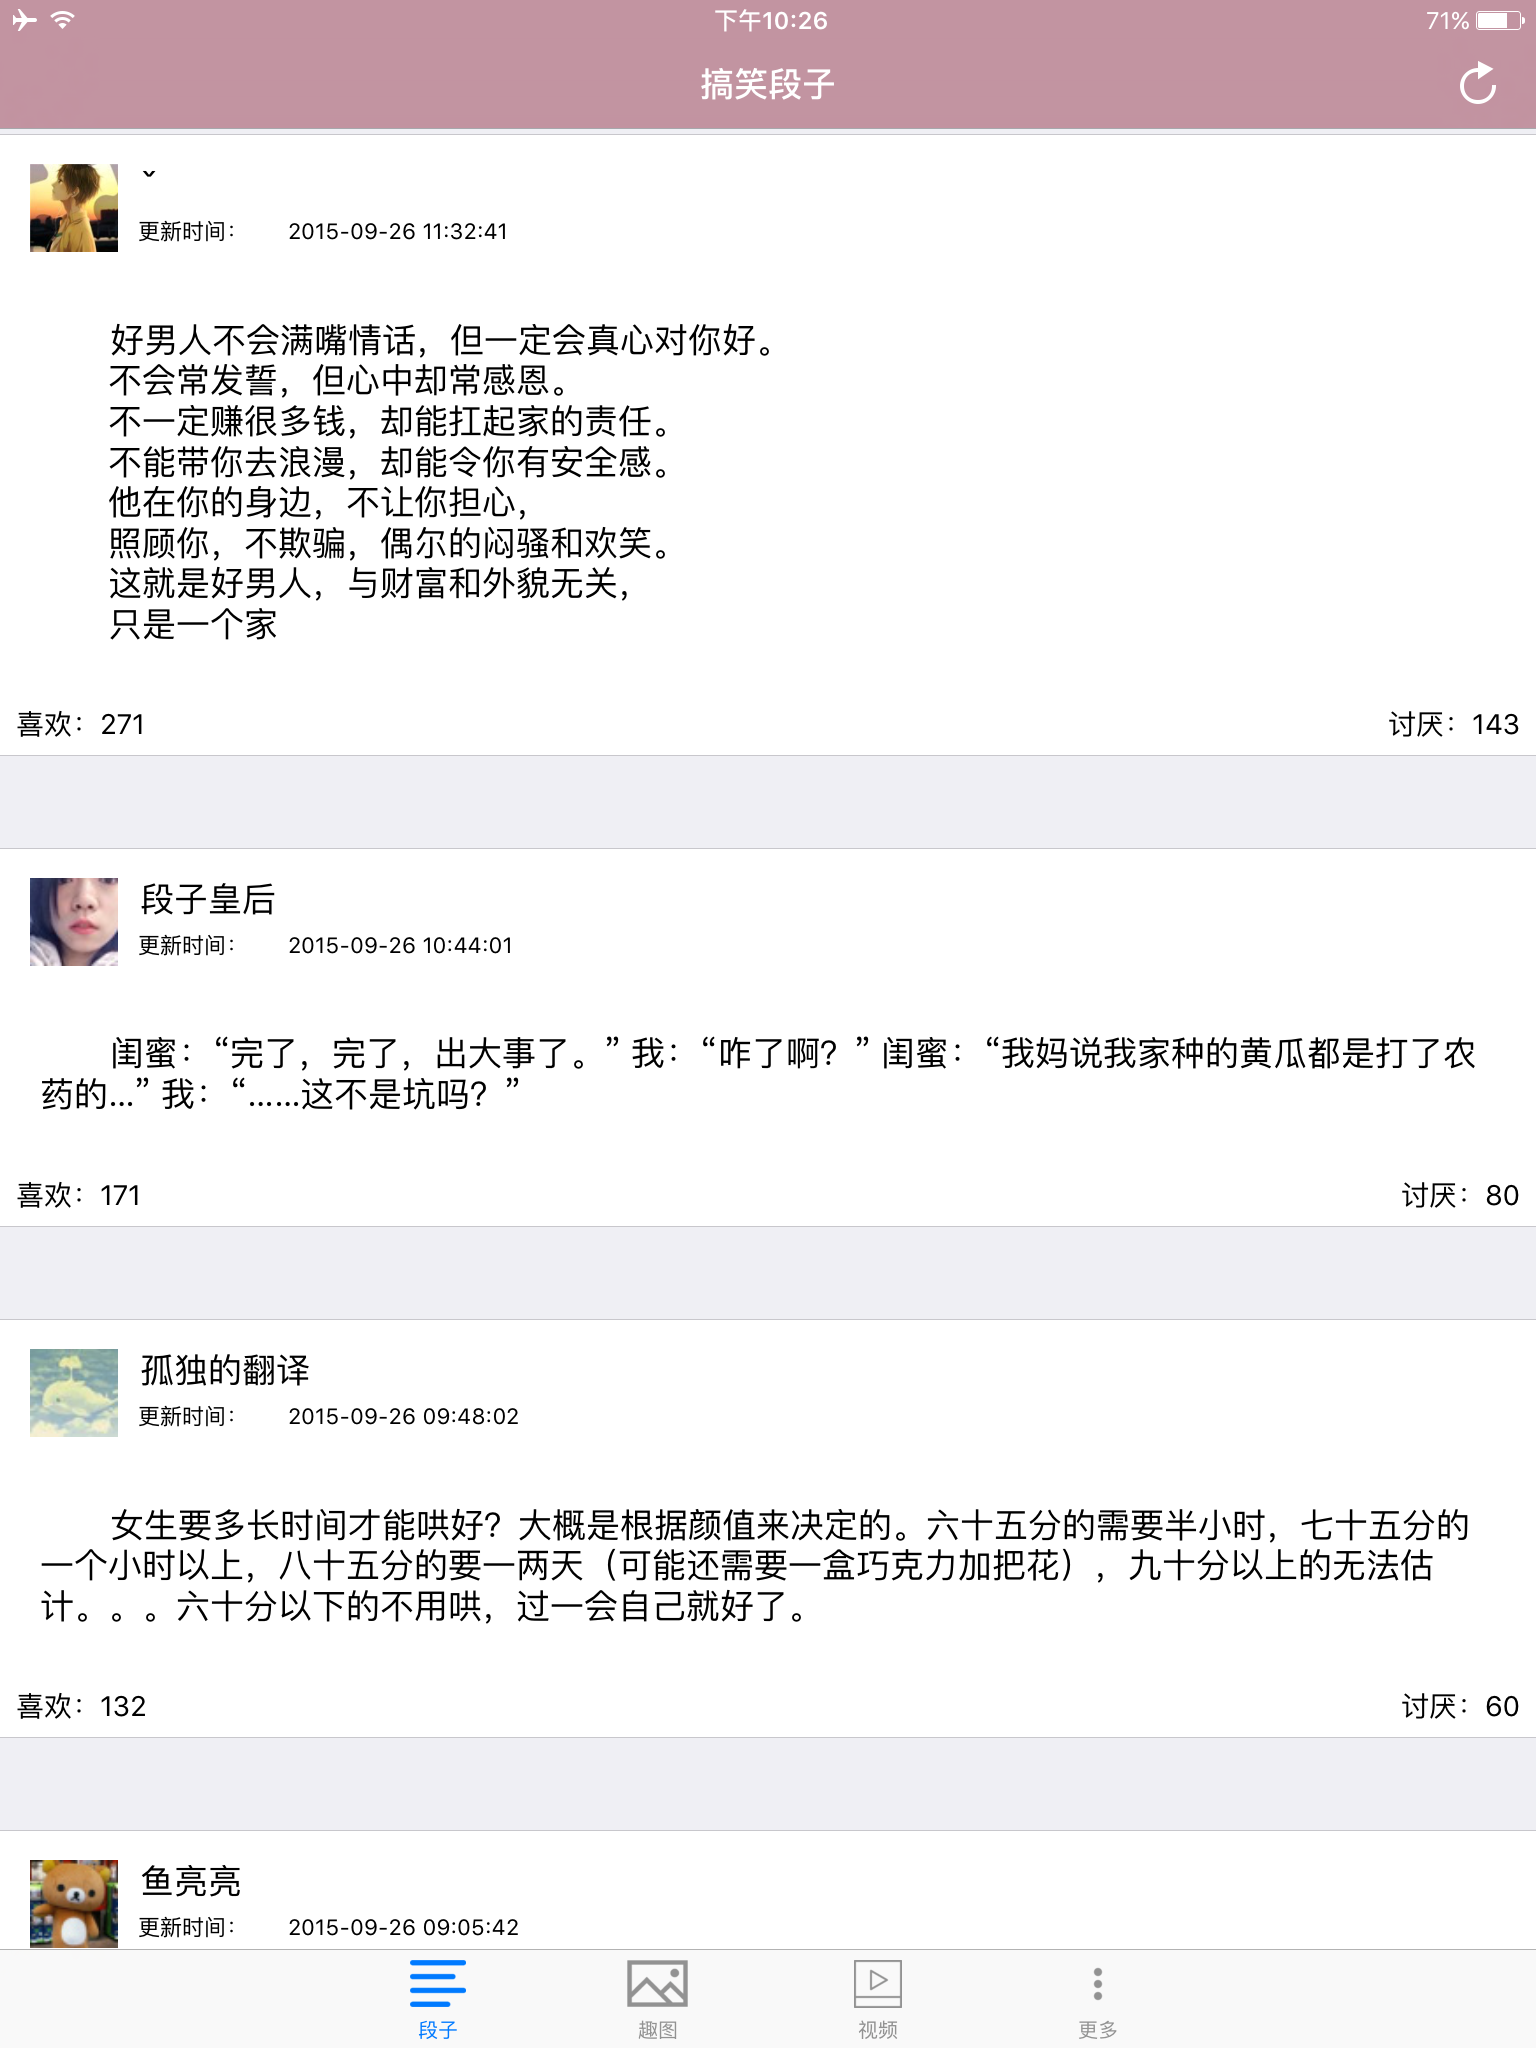 下午10:26
71%
搞笑段子
ˇ
更新时间： 2015-09-26 11:32:41
好男人不会满嘴情话，但一定会真心对你好。
不会常发誓，但心中却常感恩。
不一定赚很多钱，却能扛起家的责任。
不能带你去浪漫，却能令你有安全感。
他在你的身边，不让你担心，
照顾你，不欺骗，偶尔的闷骚和欢笑。
这就是好男人，与财富和外貌无关，
只是一个家
喜欢：271 讨厌：143
段子皇后
更新时间： 2015-09-26 10:44:01
闺蜜：“完了，完了，出大事了。” 我：“咋了啊？” 闺蜜：“我妈说我家种的黄瓜都是打了农
药的...” 我：“......这不是坑吗？”
喜欢：171 讨厌：80
孤独的翻译
更新时间： 2015-09-26 09:48:02
女生要多长时间才能哄好？大概是根据颜值来决定的。六十五分的需要半小时，七十五分的
一个小时以上，八十五分的要一两天（可能还需要一盒巧克力加把花），九十分以上的无法估
计。。。六十分以下的不用哄，过一会自己就好了。
喜欢：132 讨厌：60
鱼亮亮
更新时间： 2015-09-26 09:05:42
段子 趣图 视频 更多